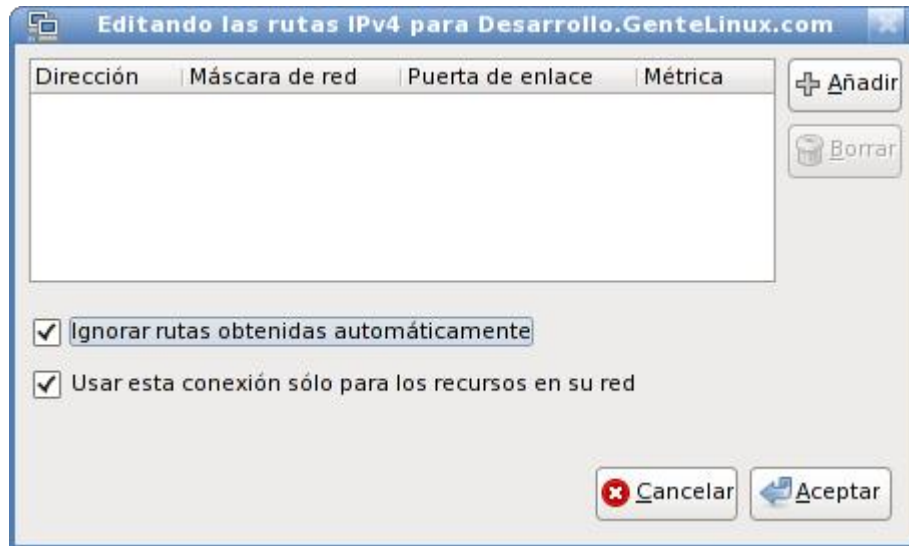 Editando las rutas IPv4 para Desarrollo.GenteLinux.com
Dirección Máscara de red Puerta de enlace Métrica
Añadir
Borrar
Ignorar rutas obtenidas automáticamente
Usar esta conexión sólo para los recursos en su red
Cancelar Aceptar